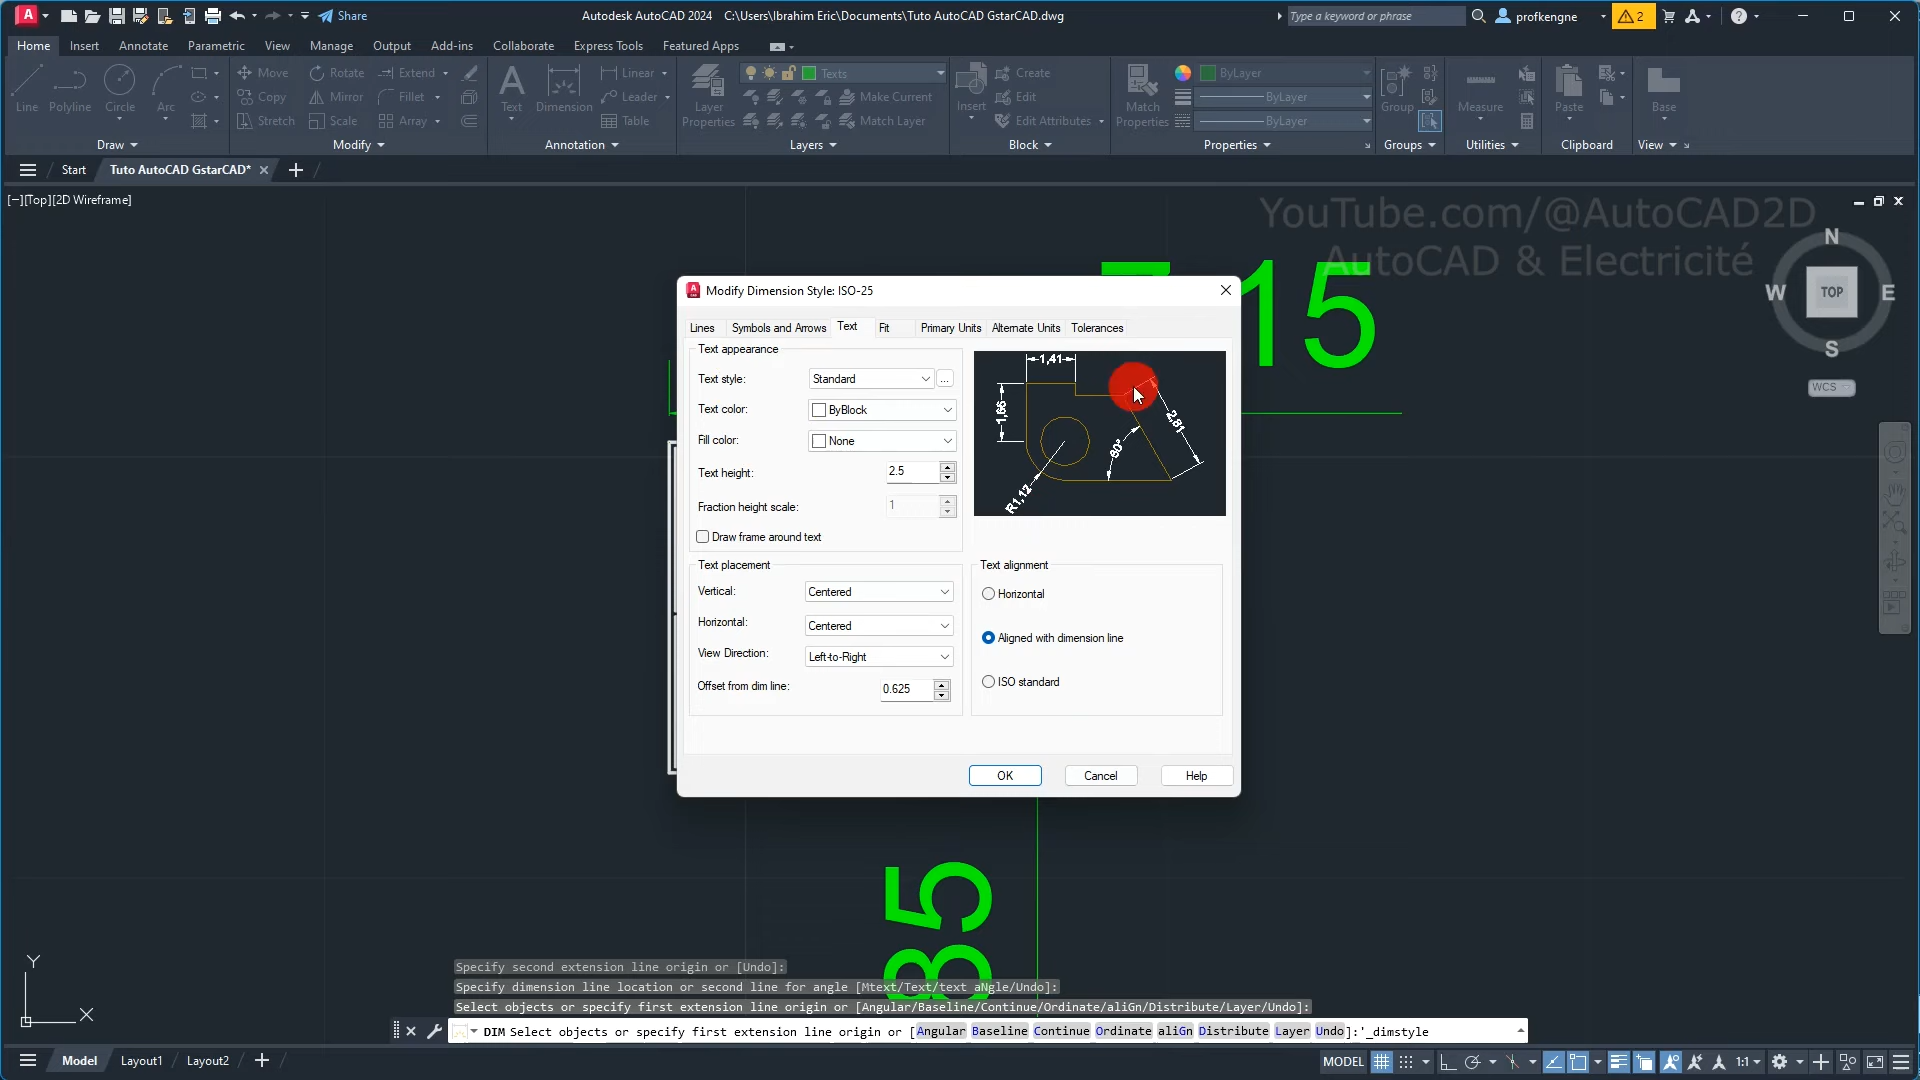 Share
Autodesk AutoCAD 2024 C:\Users\Ibrahim Eric\Documents\Tuto AutoCAD GstarCAD.dwg
Type a keyword or phrase
profkengne
2
Home Insert Annotate Parametric View Manage Output Add-ins Collaborate Express Tools Featured Apps
Line Polyline Circle Arc
Move Rotate Extend
Copy Mirror Fillet
Stretch Scale Array
Text Dimension
Linear
Leader
Table
Layer Properties
Texts
Make Current
Match Layer
Insert
Create
Edit
Edit Attributes
Match Properties
ByLayer
ByLayer
ByLayer
Group
Measure
Paste
Base
Draw Modify Annotation Layers Block Properties Groups Utilities Clipboard View
Start Tuto AutoCAD GstarCAD*
[−][Top][2D Wireframe]
YouTube.com/@AutoCAD2D
AutoCAD & Electricité
N
W TOP E
S
WCS
15
Modify Dimension Style: ISO-25
Lines Symbols and Arrows Text Fit Primary Units Alternate Units Tolerances
Text appearance
Text style: Standard ...
Text color: ByBlock
Fill color: None
Text height: 2.5
Fraction height scale: 1
Draw frame around text
1,41
1,66
2,81
60°
R1,12
Text placement
Vertical: Centered
Horizontal: Centered
View Direction: Left-to-Right
Offset from dim line: 0.625
Text alignment
Horizontal
Aligned with dimension line
ISO standard
OK Cancel Help
85
Y
X
Specify second extension line origin or [Undo]:
Specify dimension line location or second line for angle [Mtext/Text/text aNgle/Undo]:
Select objects or specify first extension line origin or [Angular/Baseline/Continue/Ordinate/aliGn/Distribute/Layer/Undo]:
DIM Select objects or specify first extension line origin or [Angular Baseline Continue Ordinate aliGn Distribute Layer Undo]:'_dimstyle
Model Layout1 Layout2
MODEL 1:1